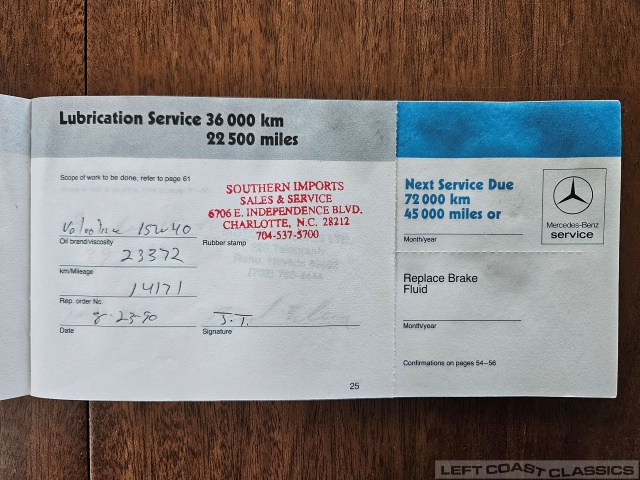 Lubrication Service 36 000 km
22 500 miles
Scope of work to be done, refer to page 61
SOUTHERN IMPORTS
SALES & SERVICE
6706 E. INDEPENDENCE BLVD.
CHARLOTTE, N.C. 28212
704-537-5700
Valvoline 15W40
Oil brand/viscosity
Rubber stamp
23372
km/Mileage
14171
Rep. order No.
8-23-90
J.T.
Date
Signature
25
Next Service Due
72 000 km
45 000 miles or
Month/year
Mercedes-Benz
service
Replace Brake
Fluid
Month/year
Confirmations on pages 54–56
LEFT COAST CLASSICS